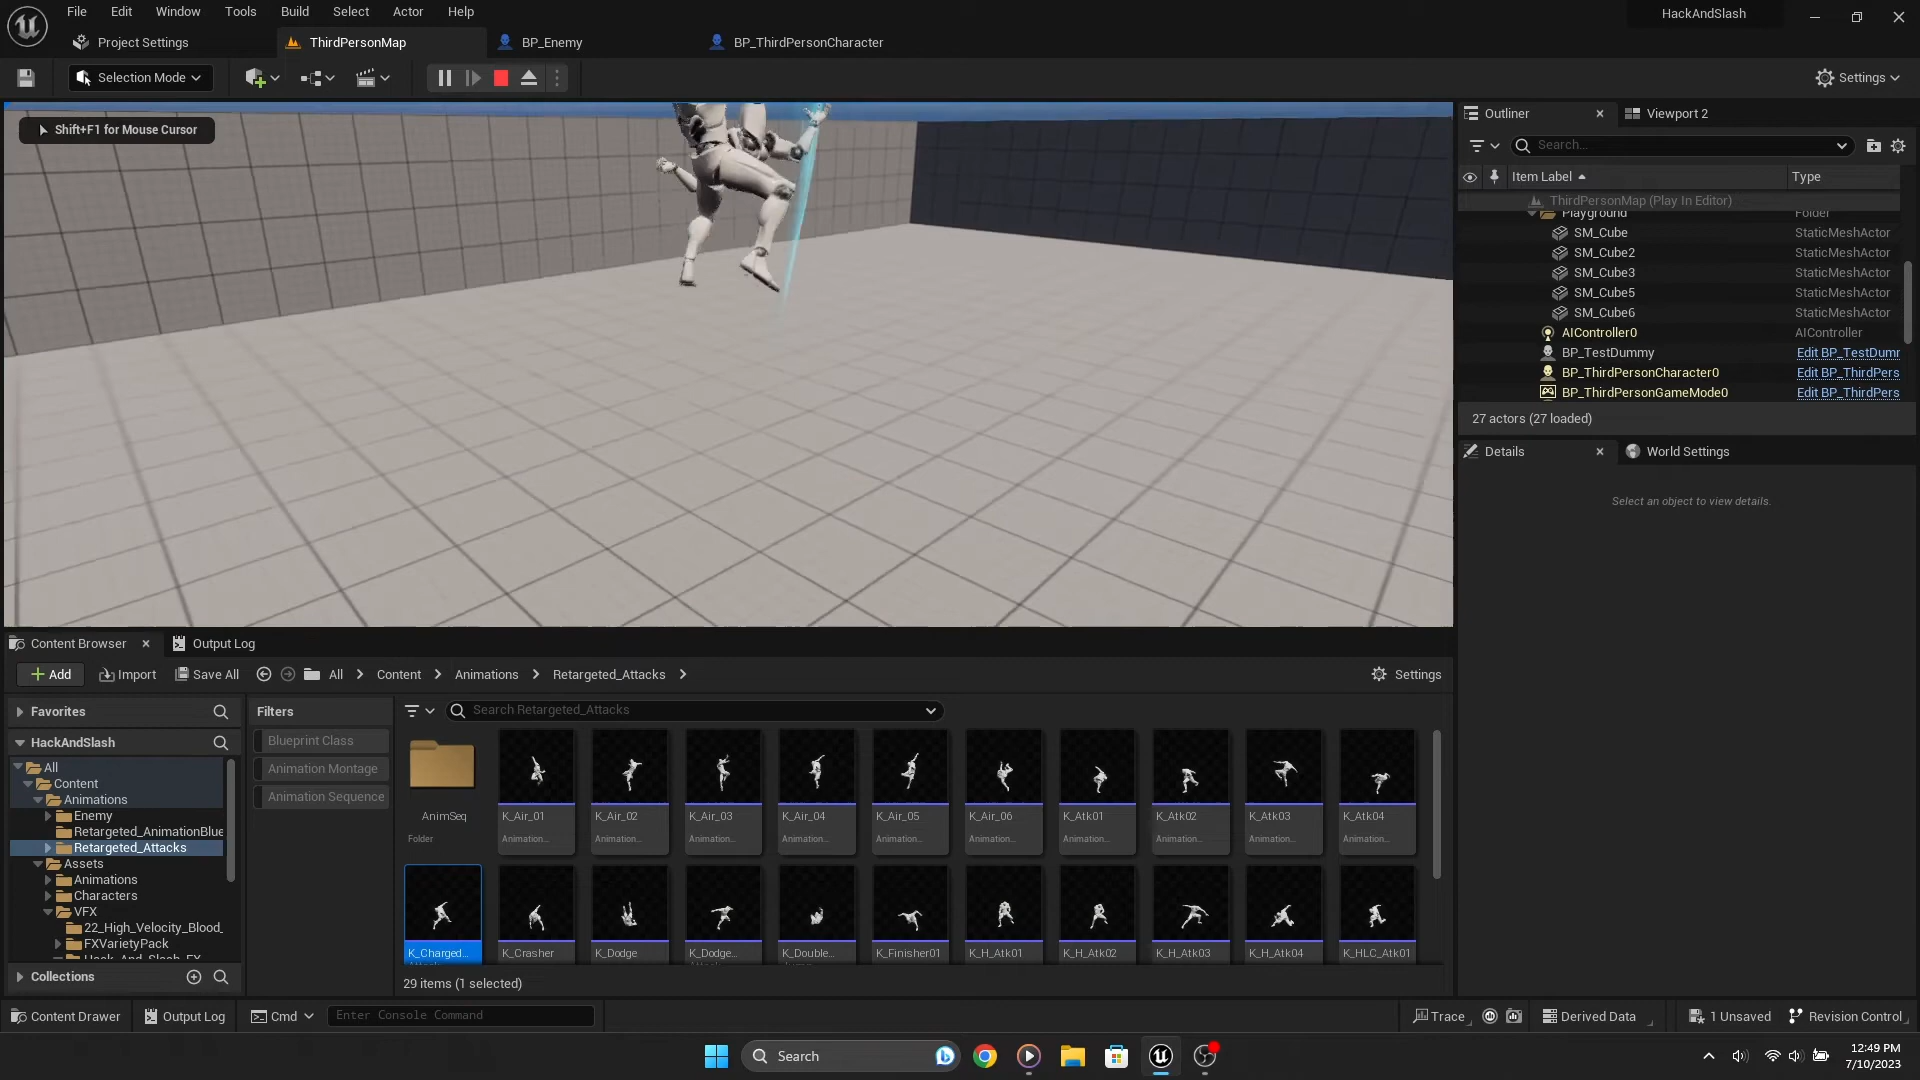 File Edit Window Tools Build Select Actor Help
HackAndSlash
Project Settings
ThirdPersonMap
BP_Enemy
BP_ThirdPersonCharacter
Selection Mode
Settings
Shift+F1 for Mouse Cursor
Outliner
Viewport 2
Search...
Item Label
Type
ThirdPersonMap (Play In Editor)
Playground
Folder
SM_Cube StaticMeshActor
SM_Cube2 StaticMeshActor
SM_Cube3 StaticMeshActor
SM_Cube5 StaticMeshActor
SM_Cube6 StaticMeshActor
AIController0 AIController
BP_TestDummy Edit BP_TestDumr
BP_ThirdPersonCharacter0 Edit BP_ThirdPers
BP_ThirdPersonGameMode0 Edit BP_ThirdPers
27 actors (27 loaded)
Details
World Settings
Select an object to view details.
Content Browser
Output Log
Add
Import
Save All
All
Content
Animations
Retargeted_Attacks
Settings
Favorites
Filters
Search Retargeted_Attacks
HackAndSlash
Blueprint Class
Animation Montage
Animation Sequence
All
Content
Animations
Enemy
Retargeted_AnimationBlue
Retargeted_Attacks
Assets
Animations
Characters
VFX
22_High_Velocity_Blood_
FXVarietyPack
Hack_And_Slash_FX
Collections
AnimSeq K_Air_01 K_Air_02 K_Air_03 K_Air_04 K_Air_05 K_Air_06 K_Atk01 K_Atk02 K_Atk03 K_Atk04
Folder Animation... Animation... Animation... Animation... Animation... Animation... Animation... Animation... Animation... Animation...
K_Charged... K_Crasher K_Dodge K_Dodge... K_Double... K_Finisher01 K_H_Atk01 K_H_Atk02 K_H_Atk03 K_H_Atk04 K_HLC_Atk01
29 items (1 selected)
Content Drawer
Output Log
Cmd
Enter Console Command
Trace
Derived Data
1 Unsaved
Revision Control
Search
12:49 PM
7/10/2023